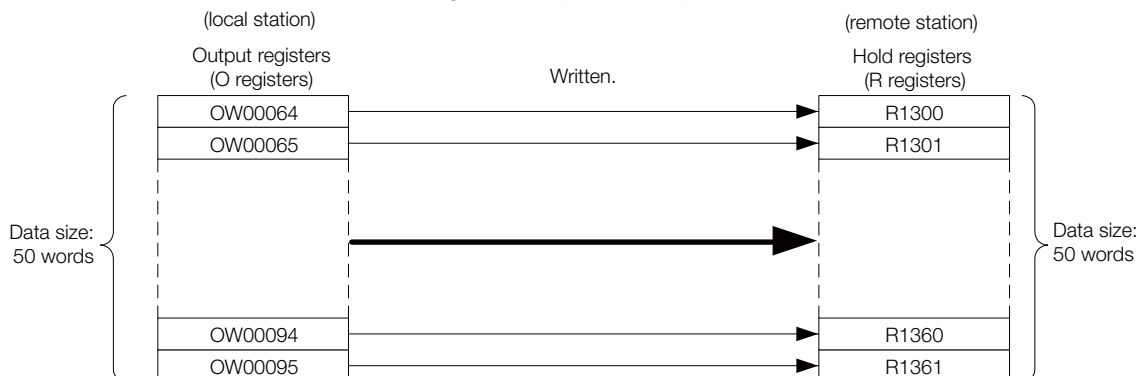 (local station)
(remote station)
Output registers
(O registers)
Written.
Hold registers
(R registers)
OW00064
R1300
OW00065
R1301
Data size:
50 words
Data size:
50 words
OW00094
R1360
OW00095
R1361